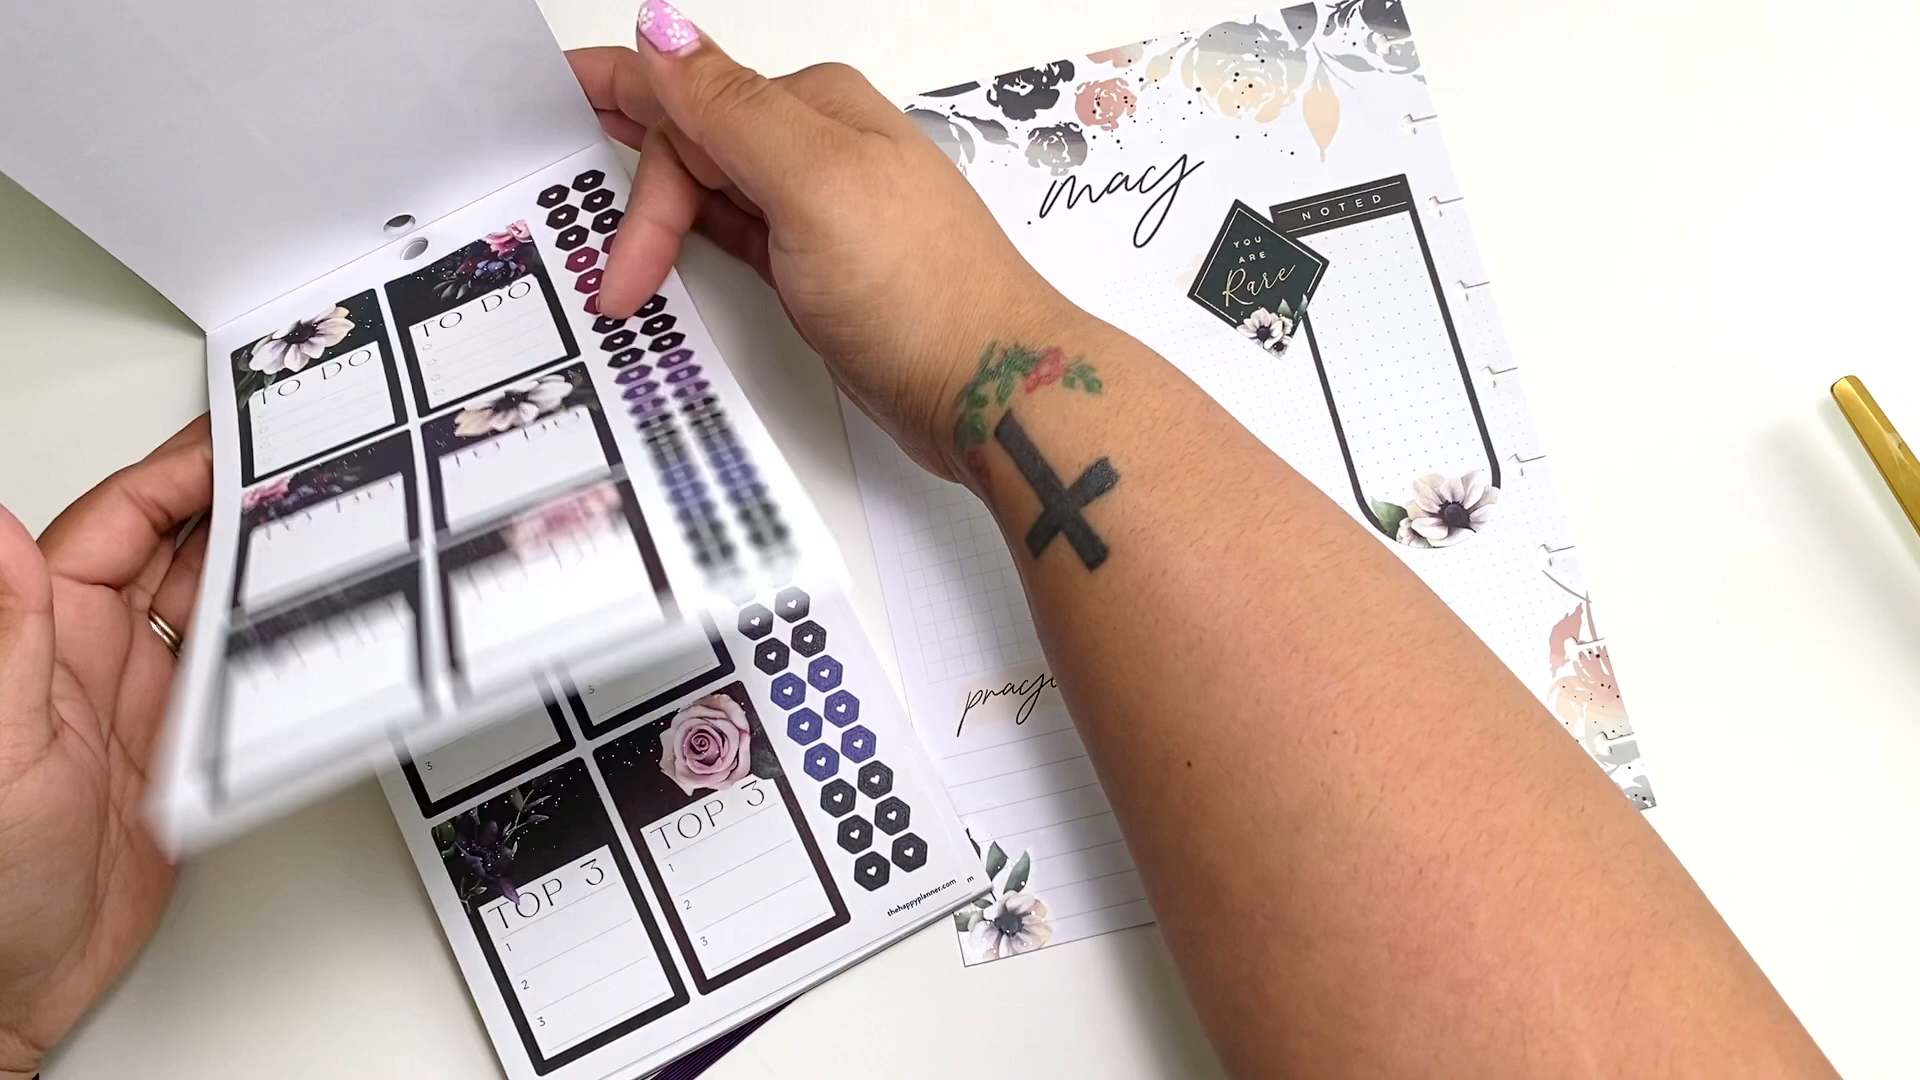 TO DO
TO DO
3
3
TOP 3
1
2
3
TOP 3
1
2
3
thehappyplanner.com
may
NOTED
YOU
ARE
Rare